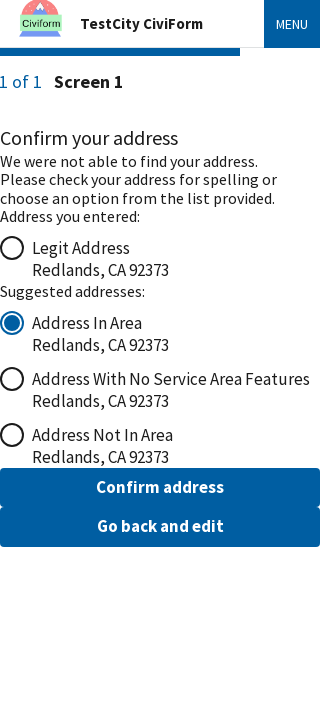 Civiform
TestCity CiviForm
MENU
1 of 1 Screen 1
Confirm your address
We were not able to find your address.
Please check your address for spelling or
choose an option from the list provided.
Address you entered:
Legit Address
Redlands, CA 92373
Suggested addresses:
Address In Area
Redlands, CA 92373
Address With No Service Area Features
Redlands, CA 92373
Address Not In Area
Redlands, CA 92373
Confirm address
Go back and edit